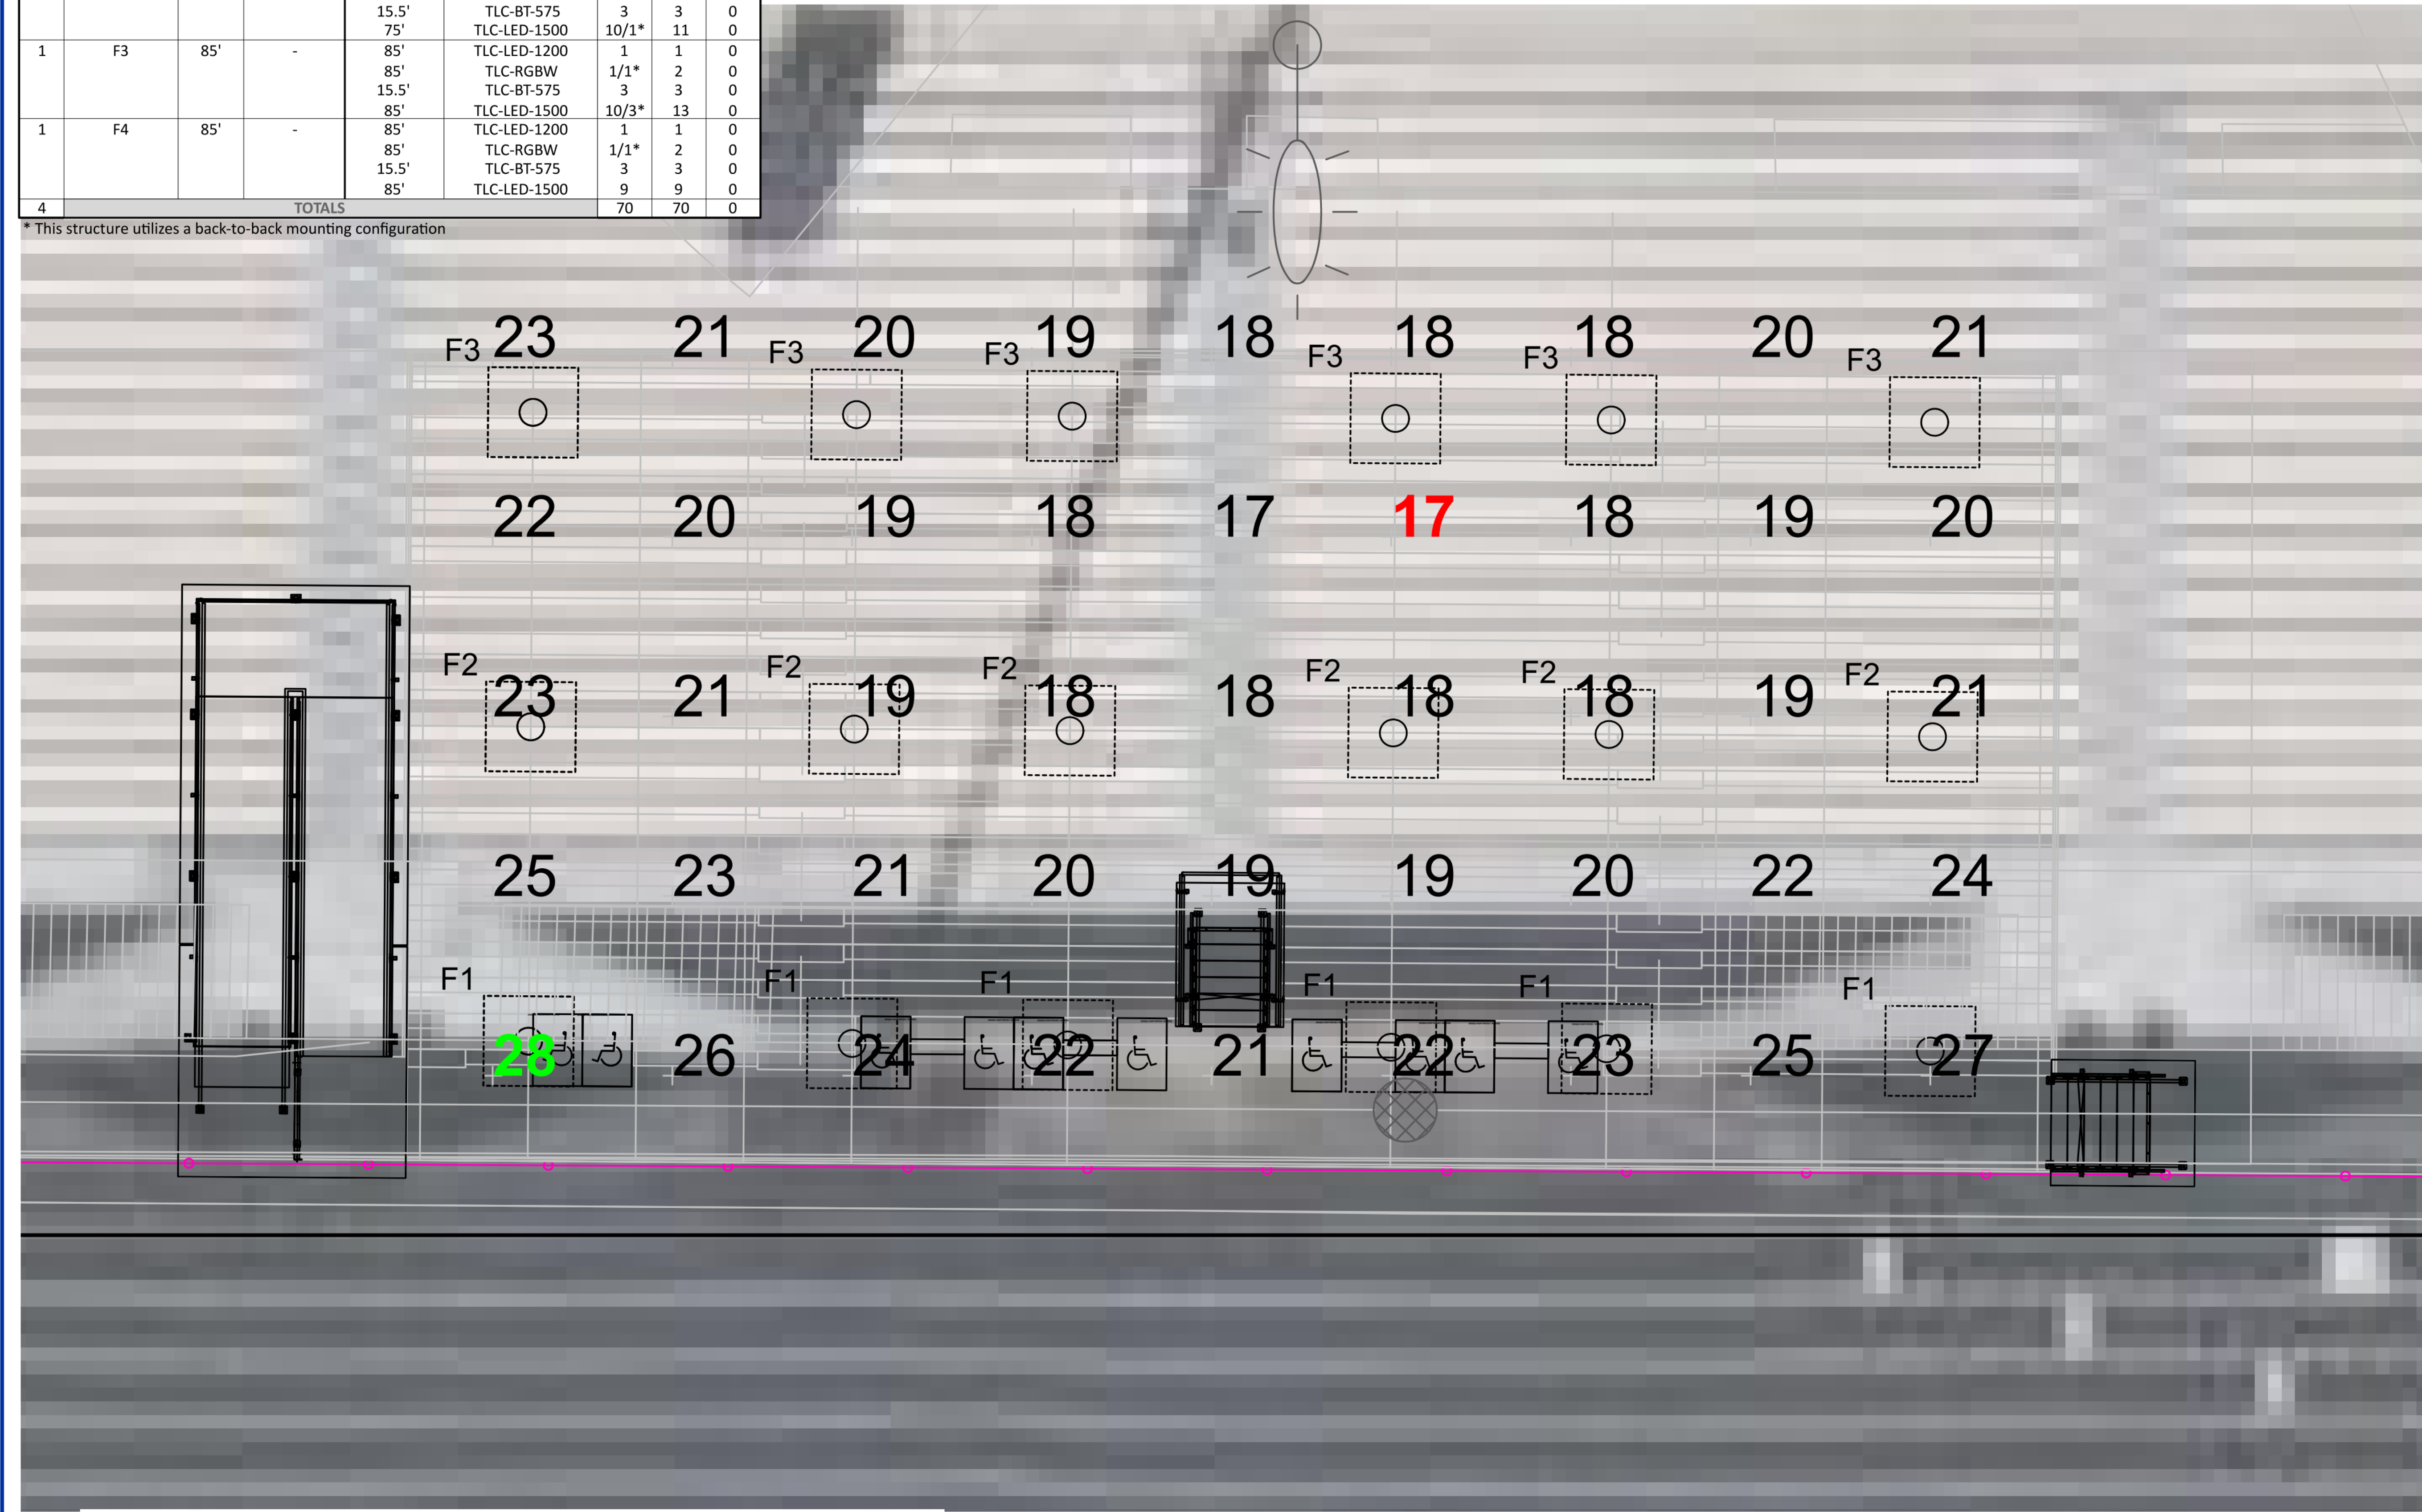 15.5' TLC-BT-575 3 3 0
75' TLC-LED-1500 10/1* 11 0
1 F3 85' - 85' TLC-LED-1200 1 1 0
85' TLC-RGBW 1/1* 2 0
15.5' TLC-BT-575 3 3 0
85' TLC-LED-1500 10/3* 13 0
1 F4 85' - 85' TLC-LED-1200 1 1 0
85' TLC-RGBW 1/1* 2 0
15.5' TLC-BT-575 3 3 0
85' TLC-LED-1500 9 9 0
4 TOTALS 70 70 0
* This structure utilizes a back-to-back mounting configuration
23 21 20 19 18 18 18 20 21
F3 F3 F3 F3 F3 F3
22 20 19 18 17 17 18 19 20
F2 F2 F2 F2 F2 F2
23 21 19 18 18 18 18 19 21
25 23 21 20 19 19 20 22 24
F1 F1 F1 F1 F1 F1
28 26 24 22 21 22 23 25 27